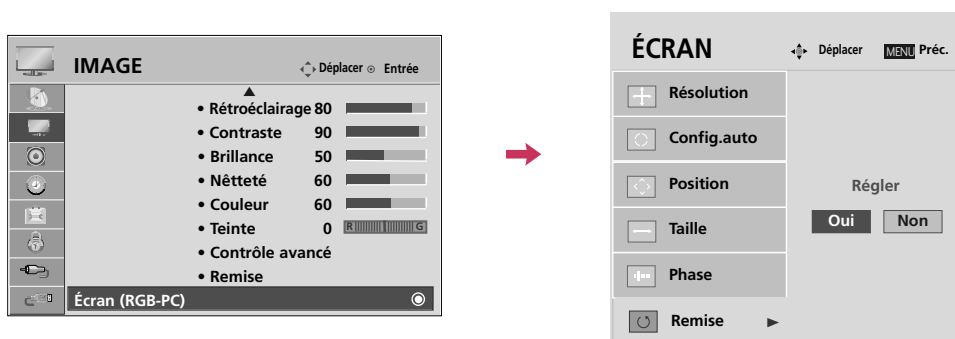 IMAGE
Déplacer
Entrée
• Rétroéclairage 80
• Contraste 90
• Brillance 50
• Nêtteté 60
• Couleur 60
• Teinte 0 R G
• Contrôle avancé
• Remise
Écran (RGB-PC)
ÉCRAN
Déplacer
MENU Préc.
Résolution
Config.auto
Position
Taille
Phase
Remise
Régler
Oui Non